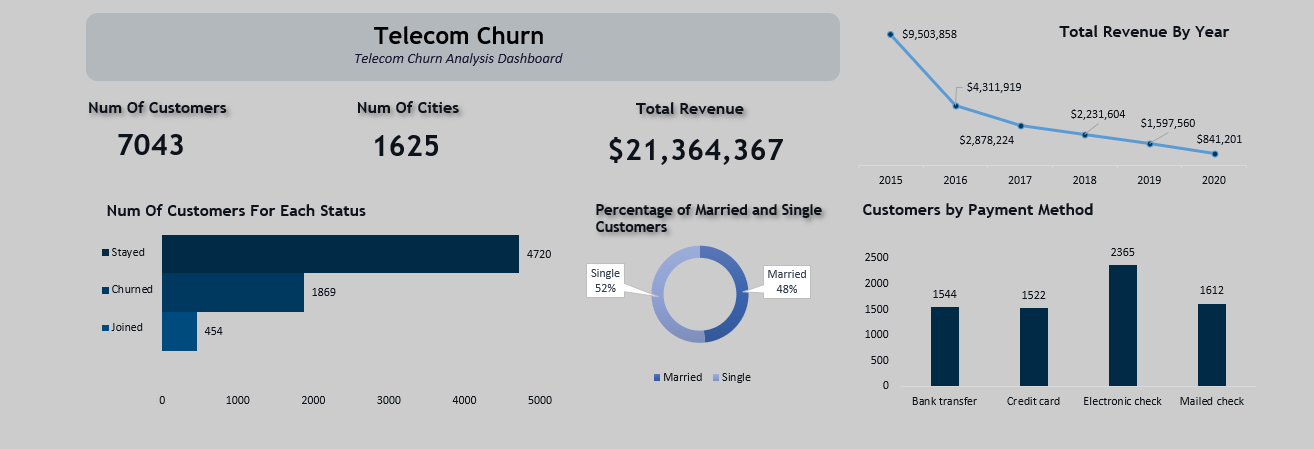 Telecom Churn
Telecom Churn Analysis Dashboard
Num Of Customers
7043
Num Of Cities
1625
Total Revenue
$21,364,367
Total Revenue By Year
$9,503,858
$4,311,919
$2,878,224
$2,231,604
$1,597,560
$841,201
2015 2016 2017 2018 2019 2020
Num Of Customers For Each Status
Stayed 4720
Churned 1869
Joined 454
0 1000 2000 3000 4000 5000
Percentage of Married and Single
Customers
Single
52%
Married
48%
Married Single
Customers by Payment Method
2500
2000
1500
1000
500
0
1544
1522
2365
1612
Bank transfer Credit card Electronic check Mailed check